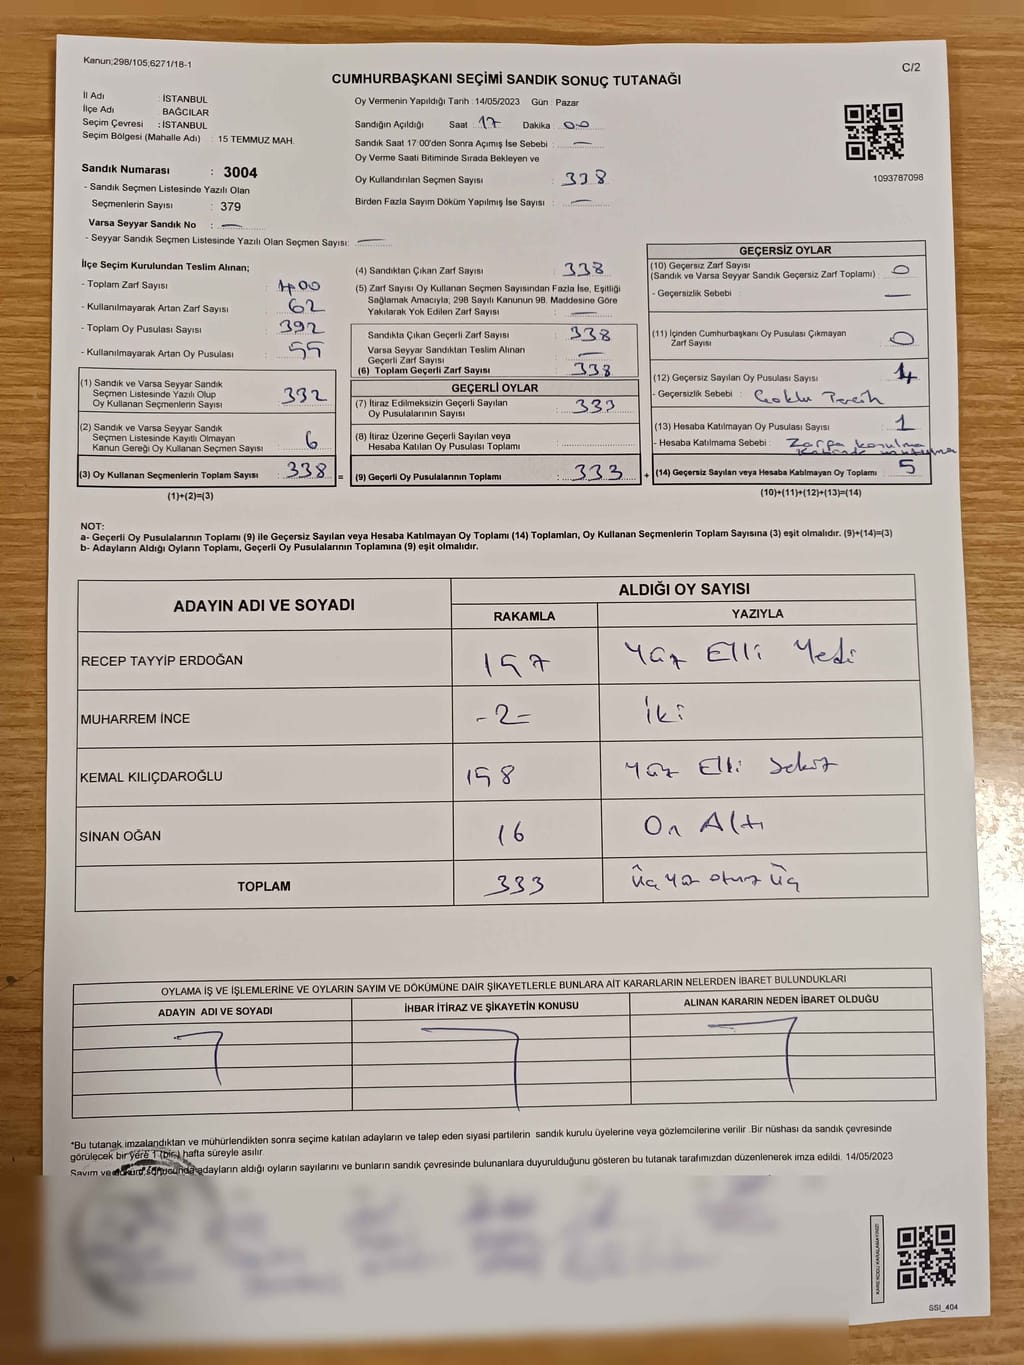 Kanun;298/105;6271/18-1
C/2
CUMHURBAŞKANI SEÇİMİ SANDIK SONUÇ TUTANAĞI
İl Adı : İSTANBUL
İlçe Adı BAĞCILAR
Seçim Çevresi : İSTANBUL
Seçim Bölgesi (Mahalle Adı) : 15 TEMMUZ MAH.
Sandık Numarası : 3004
- Sandık Seçmen Listesinde Yazılı Olan
Seçmenlerin Sayısı : 379
Varsa Seyyar Sandık No : —
- Seyyar Sandık Seçmen Listesinde Yazılı Olan Seçmen Sayısı: —
Oy Vermenin Yapıldığı Tarih : 14/05/2023 Gün : Pazar
Sandığın Açıldığı Saat : 17 Dakika : 00
Sandık Saat 17:00'den Sonra Açımış İse Sebebi : —
Oy Verme Saati Bitiminde Sırada Bekleyen ve
Oy Kullandırılan Seçmen Sayısı : 338
Birden Fazla Sayım Döküm Yapılmış İse Sayısı : —
1093787098
İlçe Seçim Kurulundan Teslim Alınan;
- Toplam Zarf Sayısı : 400
- Kullanılmayarak Artan Zarf Sayısı : 62
- Toplam Oy Pusulası Sayısı : 392
- Kullanılmayarak Artan Oy Pusulası : 55
(1) Sandık ve Varsa Seyyar Sandık
Seçmen Listesinde Yazılı Olup
Oy Kullanan Seçmenlerin Sayısı : 332
(2) Sandık ve Varsa Seyyar Sandık
Seçmen Listesinde Kayıtlı Olmayan
Kanun Gereği Oy Kullanan Seçmen Sayısı : 6
(3) Oy Kullanan Seçmenlerin Toplam Sayısı : 338 =
(1)+(2)=(3)
(4) Sandıktan Çıkan Zarf Sayısı : 338
(5) Zarf Sayısı Oy Kullanan Seçmen Sayısından Fazla İse, Eşitliği
Sağlamak Amacıyla, 298 Sayılı Kanunun 98. Maddesine Göre
Yakılarak Yok Edilen Zarf Sayısı : —
Sandıkta Çıkan Geçerli Zarf Sayısı : 338
Varsa Seyyar Sandıktan Teslim Alınan
Geçerli Zarf Sayısı : —
(6) Toplam Geçerli Zarf Sayısı : 338
GEÇERLİ OYLAR
(7) İtiraz Edilmeksizin Geçerli Sayılan
Oy Pusulalarının Sayısı : 333
(8) İtiraz Üzerine Geçerli Sayılan veya
Hesaba Katılan Oy Pusulası Toplamı :
(9) Geçerli Oy Pusulalarının Toplamı : 333 +
GEÇERSİZ OYLAR
(10) Geçersiz Zarf Sayısı
(Sandık ve Varsa Seyyar Sandık Geçersiz Zarf Toplamı) : 0
- Geçersizlik Sebebi : —
(11) İçinden Cumhurbaşkanı Oy Pusulası Çıkmayan
Zarf Sayısı : 0
(12) Geçersiz Sayılan Oy Pusulası Sayısı : 4
- Geçersizlik Sebebi : Çoklu Tercih
(13) Hesaba Katılmayan Oy Pusulası Sayısı : 1
- Hesaba Katılmama Sebebi : Zarfa konulma
(14) Geçersiz Sayılan veya Hesaba Katılmayan Oy Toplamı : 5
(10)+(11)+(12)+(13)=(14)
NOT:
a- Geçerli Oy Pusulalarının Toplamı (9) ile Geçersiz Sayılan veya Hesaba Katılmayan Oy Toplamı (14) Toplamları, Oy Kullanan Seçmenlerin Toplam Sayısına (3) eşit olmalıdır. (9)+(14)=(3)
b- Adayların Aldığı Oyların Toplamı, Geçerli Oy Pusulalarının Toplamına (9) eşit olmalıdır.
ADAYIN ADI VE SOYADI
ALDIĞI OY SAYISI
RAKAMLA YAZIYLA
RECEP TAYYİP ERDOĞAN 157 Yüz Elli Yedi
MUHARREM İNCE -2= İki
KEMAL KILIÇDAROĞLU 158 Yüz Elli Sekiz
SİNAN OĞAN 16 On Altı
TOPLAM 333 Üç yüz otuz Üç
OYLAMA İŞ VE İŞLEMLERİNE VE OYLARIN SAYIM VE DÖKÜMÜNE DAİR ŞİKAYETLERLE BUNLARA AİT KARARLARIN NELERDEN İBARET BULUNDUKLARI
ADAYIN ADI VE SOYADI İHBAR İTİRAZ VE ŞİKAYETİN KONUSU ALINAN KARARIN NEDEN İBARET OLDUĞU
*Bu tutanak imzalandıktan ve mühürlendikten sonra seçime katılan adayların ve talep eden siyasi partilerin sandık kurulu üyelerine veya gözlemcilerine verilir .Bir nüshası da sandık çevresinde
görülecek bir yere 1 (bir) hafta süreyle asılır.
Sayım ve döküm sonucunda adayların aldığı oyların sayılarını ve bunların sandık çevresinde bulunanlara duyurulduğunu gösteren bu tutanak tarafımızdan düzenlenerek imza edildi. 14/05/2023
KARE KODU KARALAMAYINIZ!
SSI_404